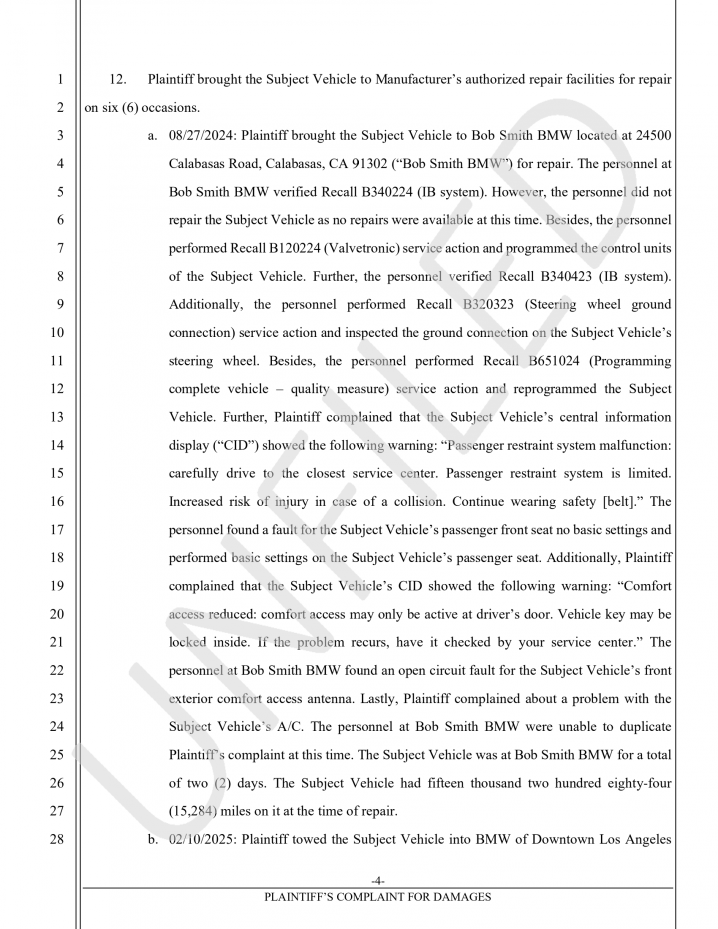 1 12. Plaintiff brought the Subject Vehicle to Manufacturer's authorized repair facilities for repair
2 on six (6) occasions.
3 a. 08/27/2024: Plaintiff brought the Subject Vehicle to Bob Smith BMW located at 24500
4 Calabasas Road, Calabasas, CA 91302 (“Bob Smith BMW”) for repair. The personnel at
5 Bob Smith BMW verified Recall B340224 (IB system). However, the personnel did not
6 repair the Subject Vehicle as no repairs were available at this time. Besides, the personnel
7 performed Recall B120224 (Valvetronic) service action and programmed the control units
8 of the Subject Vehicle. Further, the personnel verified Recall B340423 (IB system).
9 Additionally, the personnel performed Recall B320323 (Steering wheel ground
10 connection) service action and inspected the ground connection on the Subject Vehicle's
11 steering wheel. Besides, the personnel performed Recall B651024 (Programming
12 complete vehicle – quality measure) service action and reprogrammed the Subject
13 Vehicle. Further, Plaintiff complained that the Subject Vehicle's central information
14 display (“CID”) showed the following warning: “Passenger restraint system malfunction:
15 carefully drive to the closest service center. Passenger restraint system is limited.
16 Increased risk of injury in case of a collision. Continue wearing safety [belt].” The
17 personnel found a fault for the Subject Vehicle's passenger front seat no basic settings and
18 performed basic settings on the Subject Vehicle's passenger seat. Additionally, Plaintiff
19 complained that the Subject Vehicle's CID showed the following warning: “Comfort
20 access reduced: comfort access may only be active at driver's door. Vehicle key may be
21 locked inside. If the problem recurs, have it checked by your service center.” The
22 personnel at Bob Smith BMW found an open circuit fault for the Subject Vehicle's front
23 exterior comfort access antenna. Lastly, Plaintiff complained about a problem with the
24 Subject Vehicle's A/C. The personnel at Bob Smith BMW were unable to duplicate
25 Plaintiff's complaint at this time. The Subject Vehicle was at Bob Smith BMW for a total
26 of two (2) days. The Subject Vehicle had fifteen thousand two hundred eighty-four
27 (15,284) miles on it at the time of repair.
28 b. 02/10/2025: Plaintiff towed the Subject Vehicle into BMW of Downtown Los Angeles
-4-
PLAINTIFF'S COMPLAINT FOR DAMAGES
UNFILED